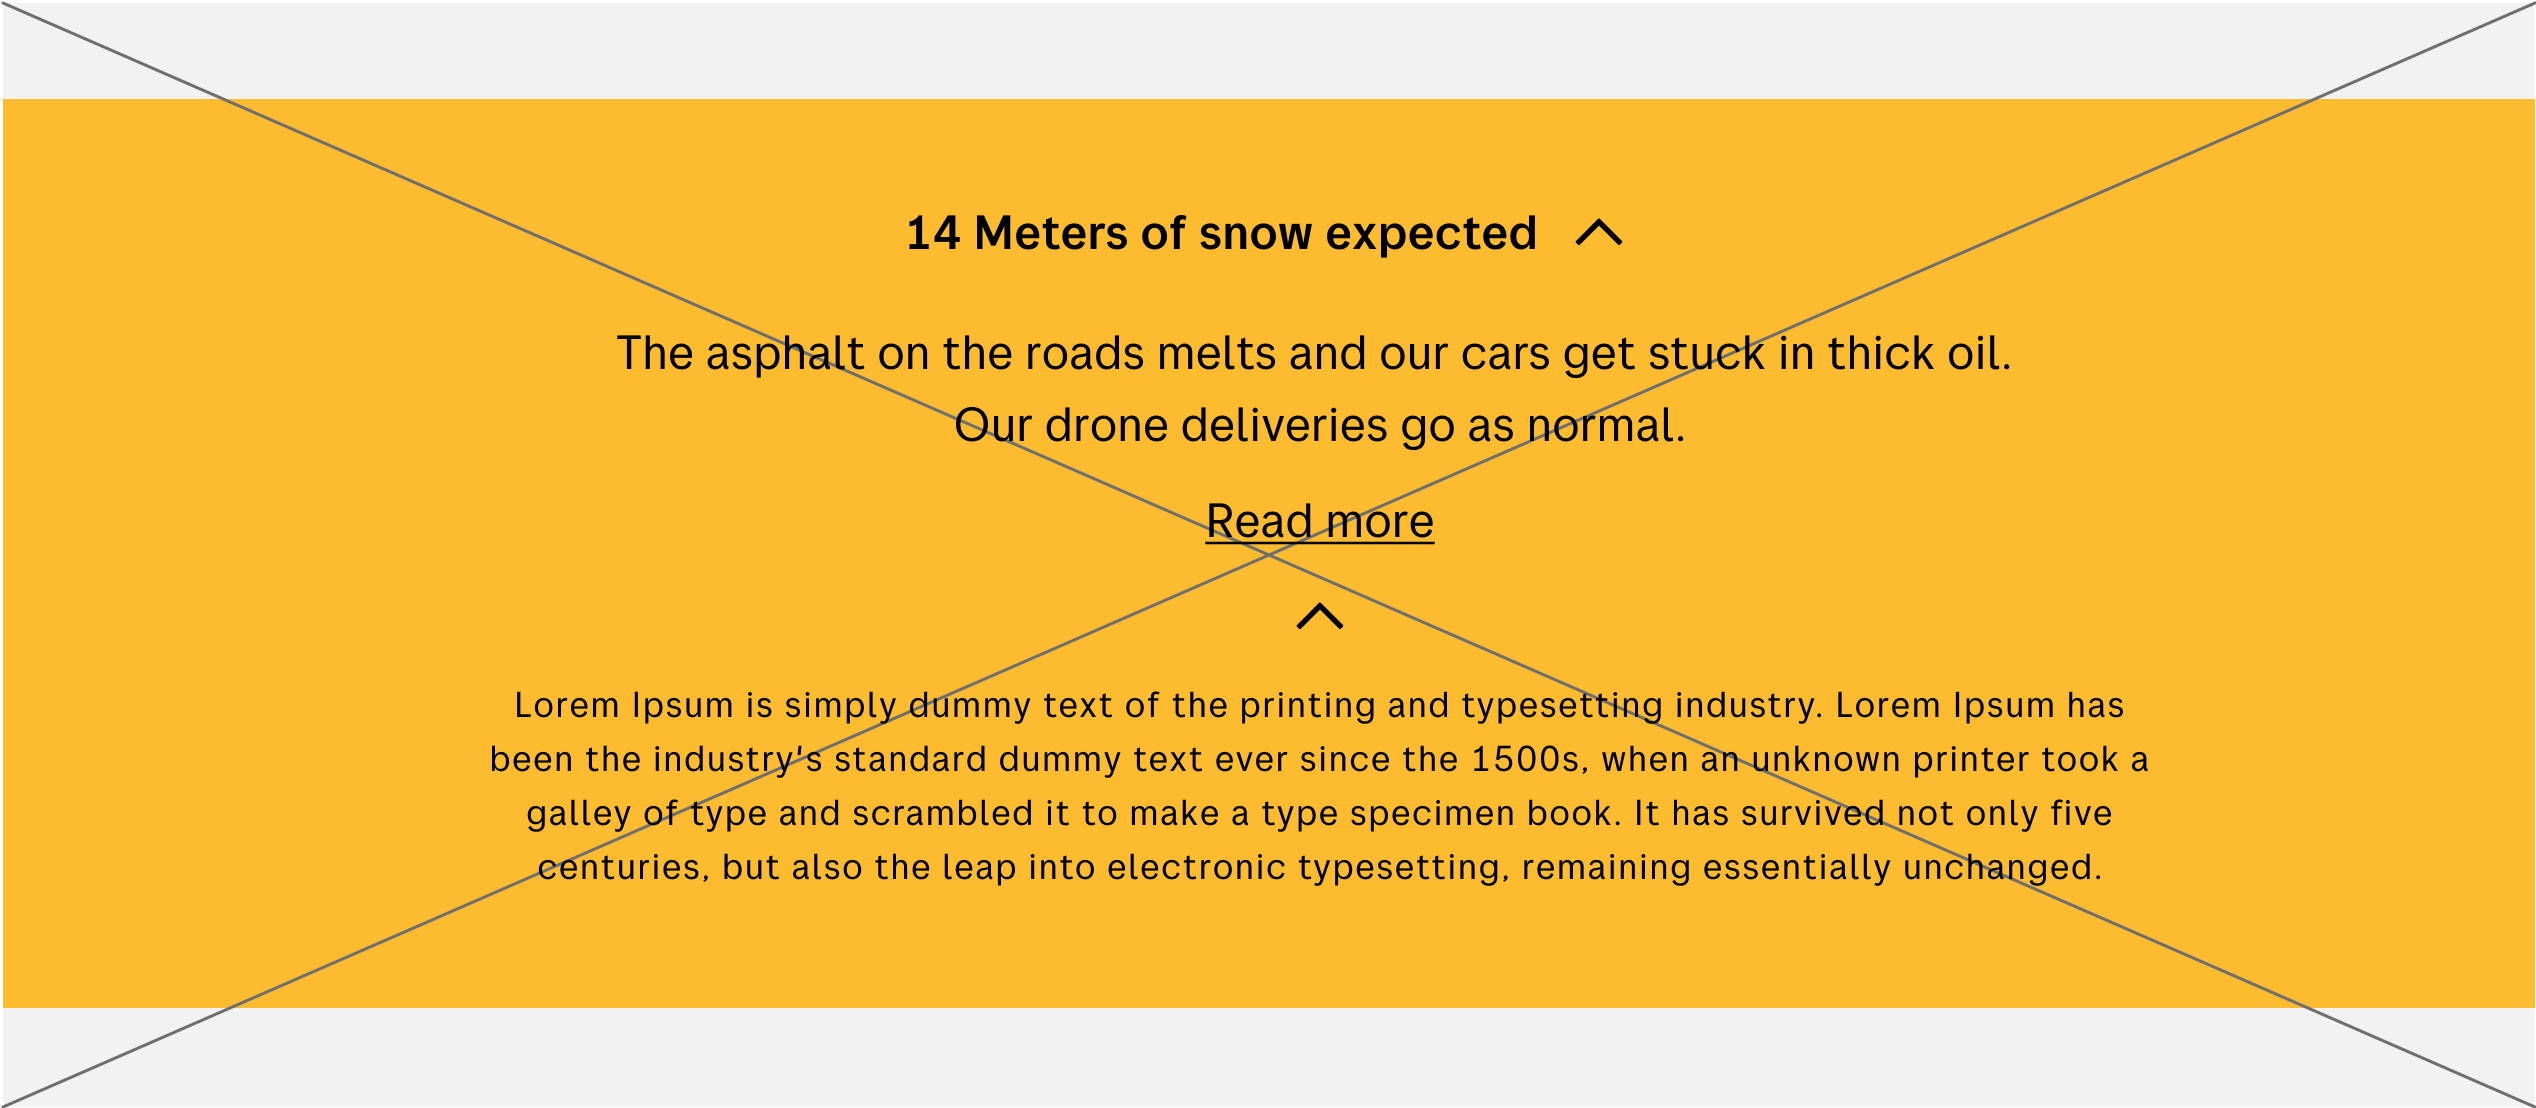 14 Meters of snow expected
The asphalt on the roads melts and our cars get stuck in thick oil.
Our drone deliveries go as normal.
Read more
Lorem Ipsum is simply dummy text of the printing and typesetting industry. Lorem Ipsum has
been the industry's standard dummy text ever since the 1500s, when an unknown printer took a
galley of type and scrambled it to make a type specimen book. It has survived not only five
centuries, but also the leap into electronic typesetting, remaining essentially unchanged.